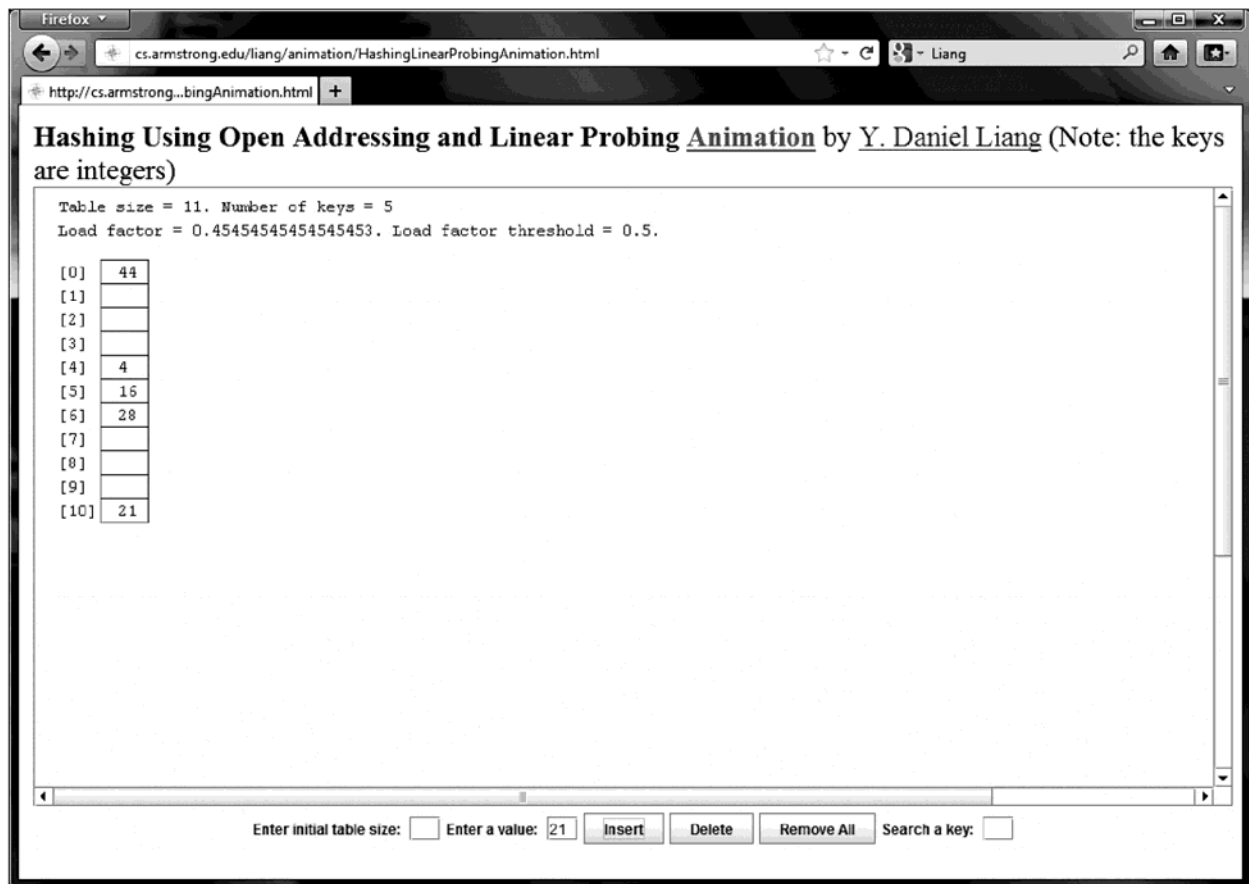 Firefox
cs.armstrong.edu/liang/animation/HashingLinearProbingAnimation.html
Liang
http://cs.armstrong...bingAnimation.html +
Hashing Using Open Addressing and Linear Probing Animation by Y. Daniel Liang (Note: the keys
are integers)
Table size = 11. Number of keys = 5
Load factor = 0.45454545454545453. Load factor threshold = 0.5.
[0] 44
[1]
[2]
[3]
[4] 4
[5] 16
[6] 28
[7]
[8]
[9]
[10] 21
Enter initial table size: Enter a value: 21 Insert Delete Remove All Search a key: